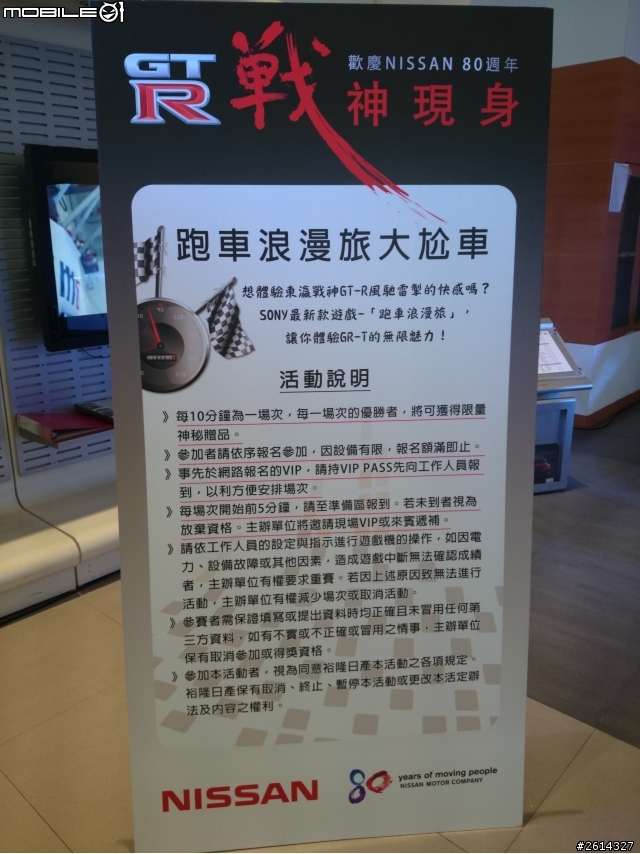 MOBILE01
GTR
戰
歡慶NISSAN 80週年
神現身
跑車浪漫旅大尬車
想體驗東瀛戰神GT-R風馳電掣的快感嗎？
SONY最新款遊戲-「跑車浪漫旅」，
讓你體驗GR-T的無限魅力！
活動說明
》每10分鐘為一場次，每一場次的優勝者，將可獲得限量
神秘贈品。
》參加者請依序報名參加，因設備有限，報名額滿即止。
》事先於網路報名的VIP，請持VIP PASS先向工作人員報
到，以利方便安排場次。
》每場次開始前5分鐘，請至準備區報到。若未到者視為
放棄資格。主辦單位將邀請現場VIP或來賓遞補。
》請依工作人員的設定與指示進行遊戲機的操作，如因電
力、設備故障或其他因素，造成遊戲中斷無法確認成績
者，主辦單位有權要求重賽。若因上述原因致無法進行
活動，主辦單位有權減少場次或取消活動。
》參賽者需保證填寫或提出資料時均正確且未冒用任何第
三方資料，如有不實或不正確或冒用之情事，主辦單位
保有取消參加或得獎資格。
》參加本活動者，視為同意裕隆日產本活動之各項規定。
裕隆日產保有取消、終止、暫停本活動或更改本活定辦
法及內容之權利。
NISSAN
80 years of moving people
NISSAN MOTOR COMPANY
#2614327